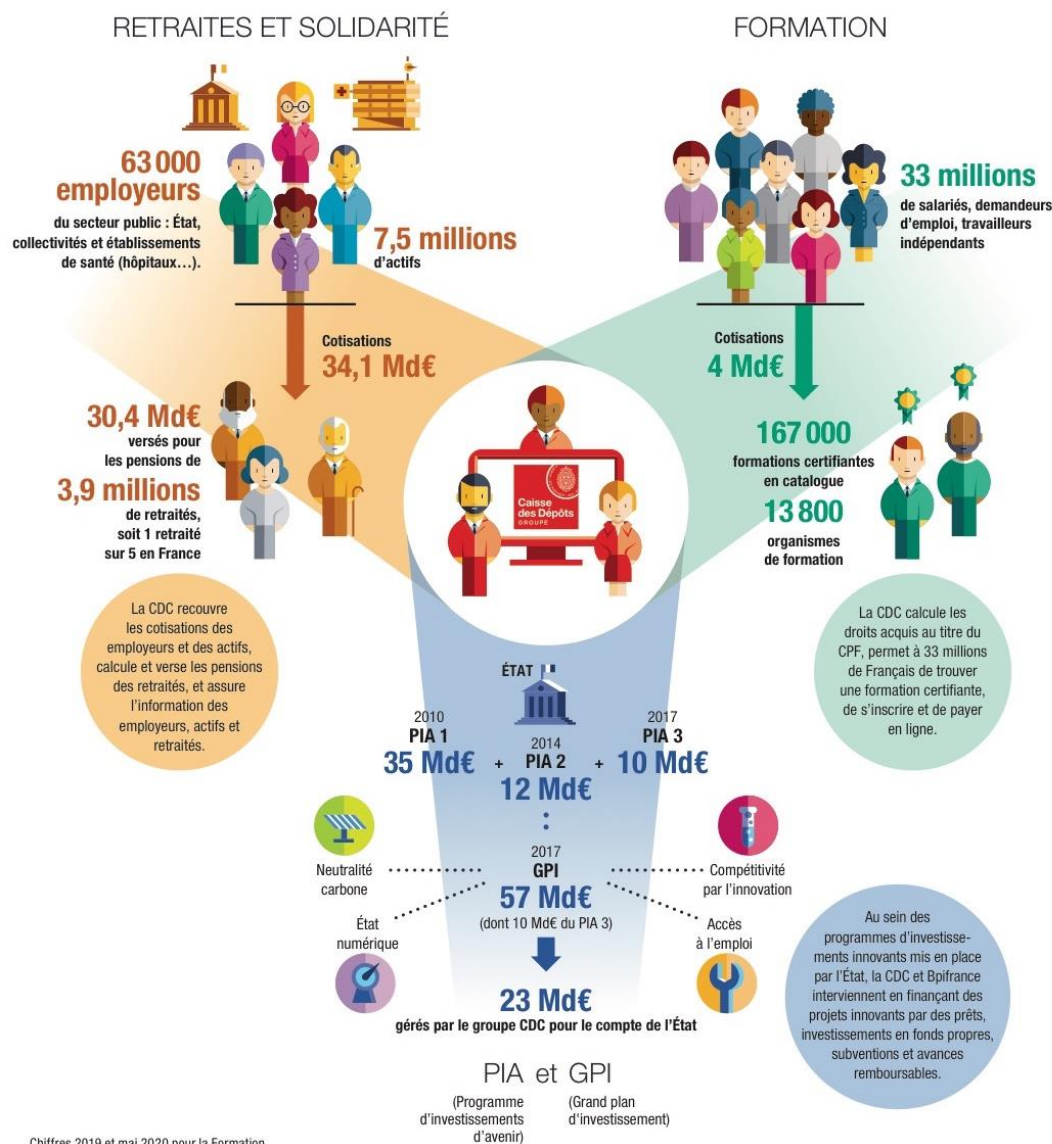 RETRAITES ET SOLIDARITÉ
63 000
employeurs
du secteur public : État,
collectivités et établissements
de santé (hôpitaux…).
7,5 millions
d’actifs
Cotisations
34,1 Md€
30,4 Md€
versés pour
les pensions de
3,9 millions
de retraités,
soit 1 retraité
sur 5 en France
La CDC recouvre
les cotisations des
employeurs et des actifs,
calcule et verse les pensions
des retraités, et assure
l’information des
employeurs, actifs et
retraités.
FORMATION
33 millions
de salariés, demandeurs
d’emploi, travailleurs
indépendants
Cotisations
4 Md€
167 000
formations certifiantes
en catalogue
13 800
organismes
de formation
La CDC calcule les
droits acquis au titre du
CPF, permet à 33 millions
de Français de trouver
une formation certifiante,
de s’inscrire et de payer
en ligne.
Caisse
des Dépôts
GROUPE
ÉTAT
2010
PIA 1
35 Md€
+
2014
PIA 2
12 Md€
+
2017
PIA 3
10 Md€
2017
GPI
57 Md€
(dont 10 Md€ du PIA 3)
Neutralité
carbone
État
numérique
Compétitivité
par l’innovation
Accès
à l’emploi
23 Md€
gérés par le groupe CDC pour le compte de l’État
Au sein des
programmes d’investisse-
ments innovants mis en place
par l’État, la CDC et Bpifrance
interviennent en finançant des
projets innovants par des prêts,
investissements en fonds propres,
subventions et avances
remboursables.
PIA et GPI
(Programme
d’investissements
d’avenir)
(Grand plan
d’investissement)
Chiffres 2019 et mai 2020 pour la Formation